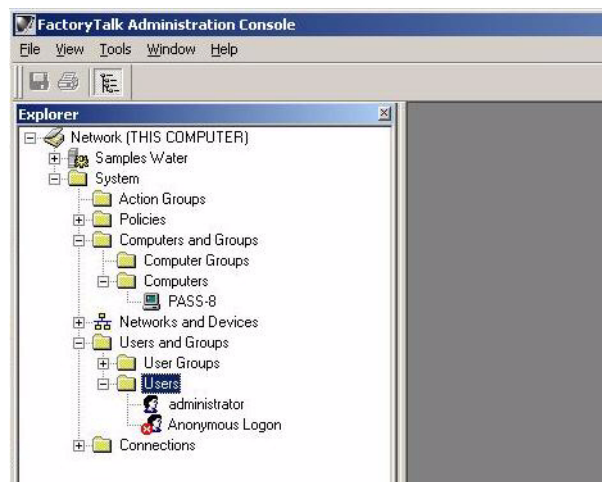 FactoryTalk Administration Console
File View Tools Window Help
Explorer
Network (THIS COMPUTER)
Samples Water
System
Action Groups
Policies
Computers and Groups
Computer Groups
Computers
PASS-8
Networks and Devices
Users and Groups
User Groups
Users
administrator
Anonymous Logon
Connections